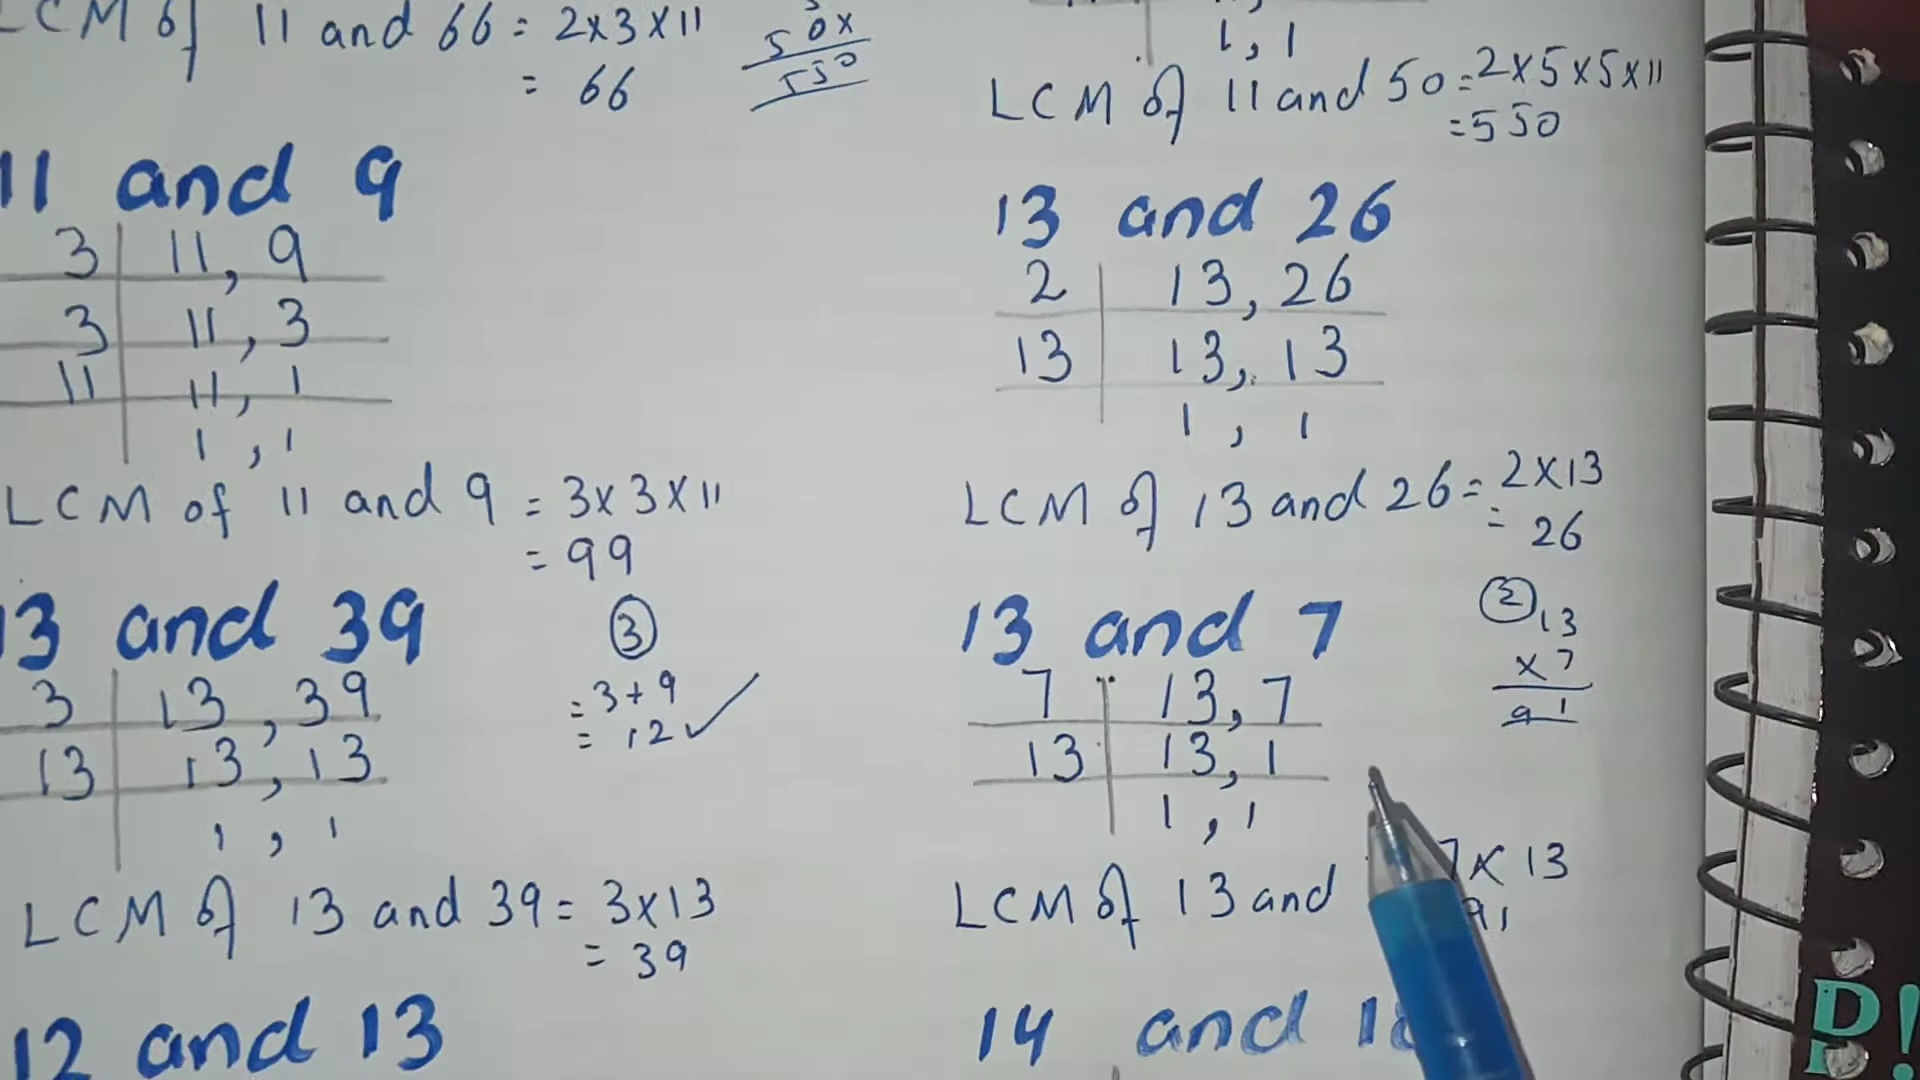 LCM of 11 and 66 = 2x3x11
= 66
50x
550
11 and 9
3 11, 9
3 11, 3
11 11, 1
1, 1
LCM of 11 and 9 = 3x3x11
= 99
13 and 39
3 13, 39
13 13, 13
1, 1
③
= 3+9
= 12✓
LCM of 13 and 39 = 3x13
= 39
12 and 13
1, 1
LCM of 11 and 50 = 2x5x5x11
= 550
13 and 26
2 13, 26
13 13, 13
1, 1
LCM of 13 and 26 = 2x13
= 26
13 and 7
7 13, 7
13 13, 1
1, 1
② 13
x 7
91
LCM of 13 and 7x13
91
14 and